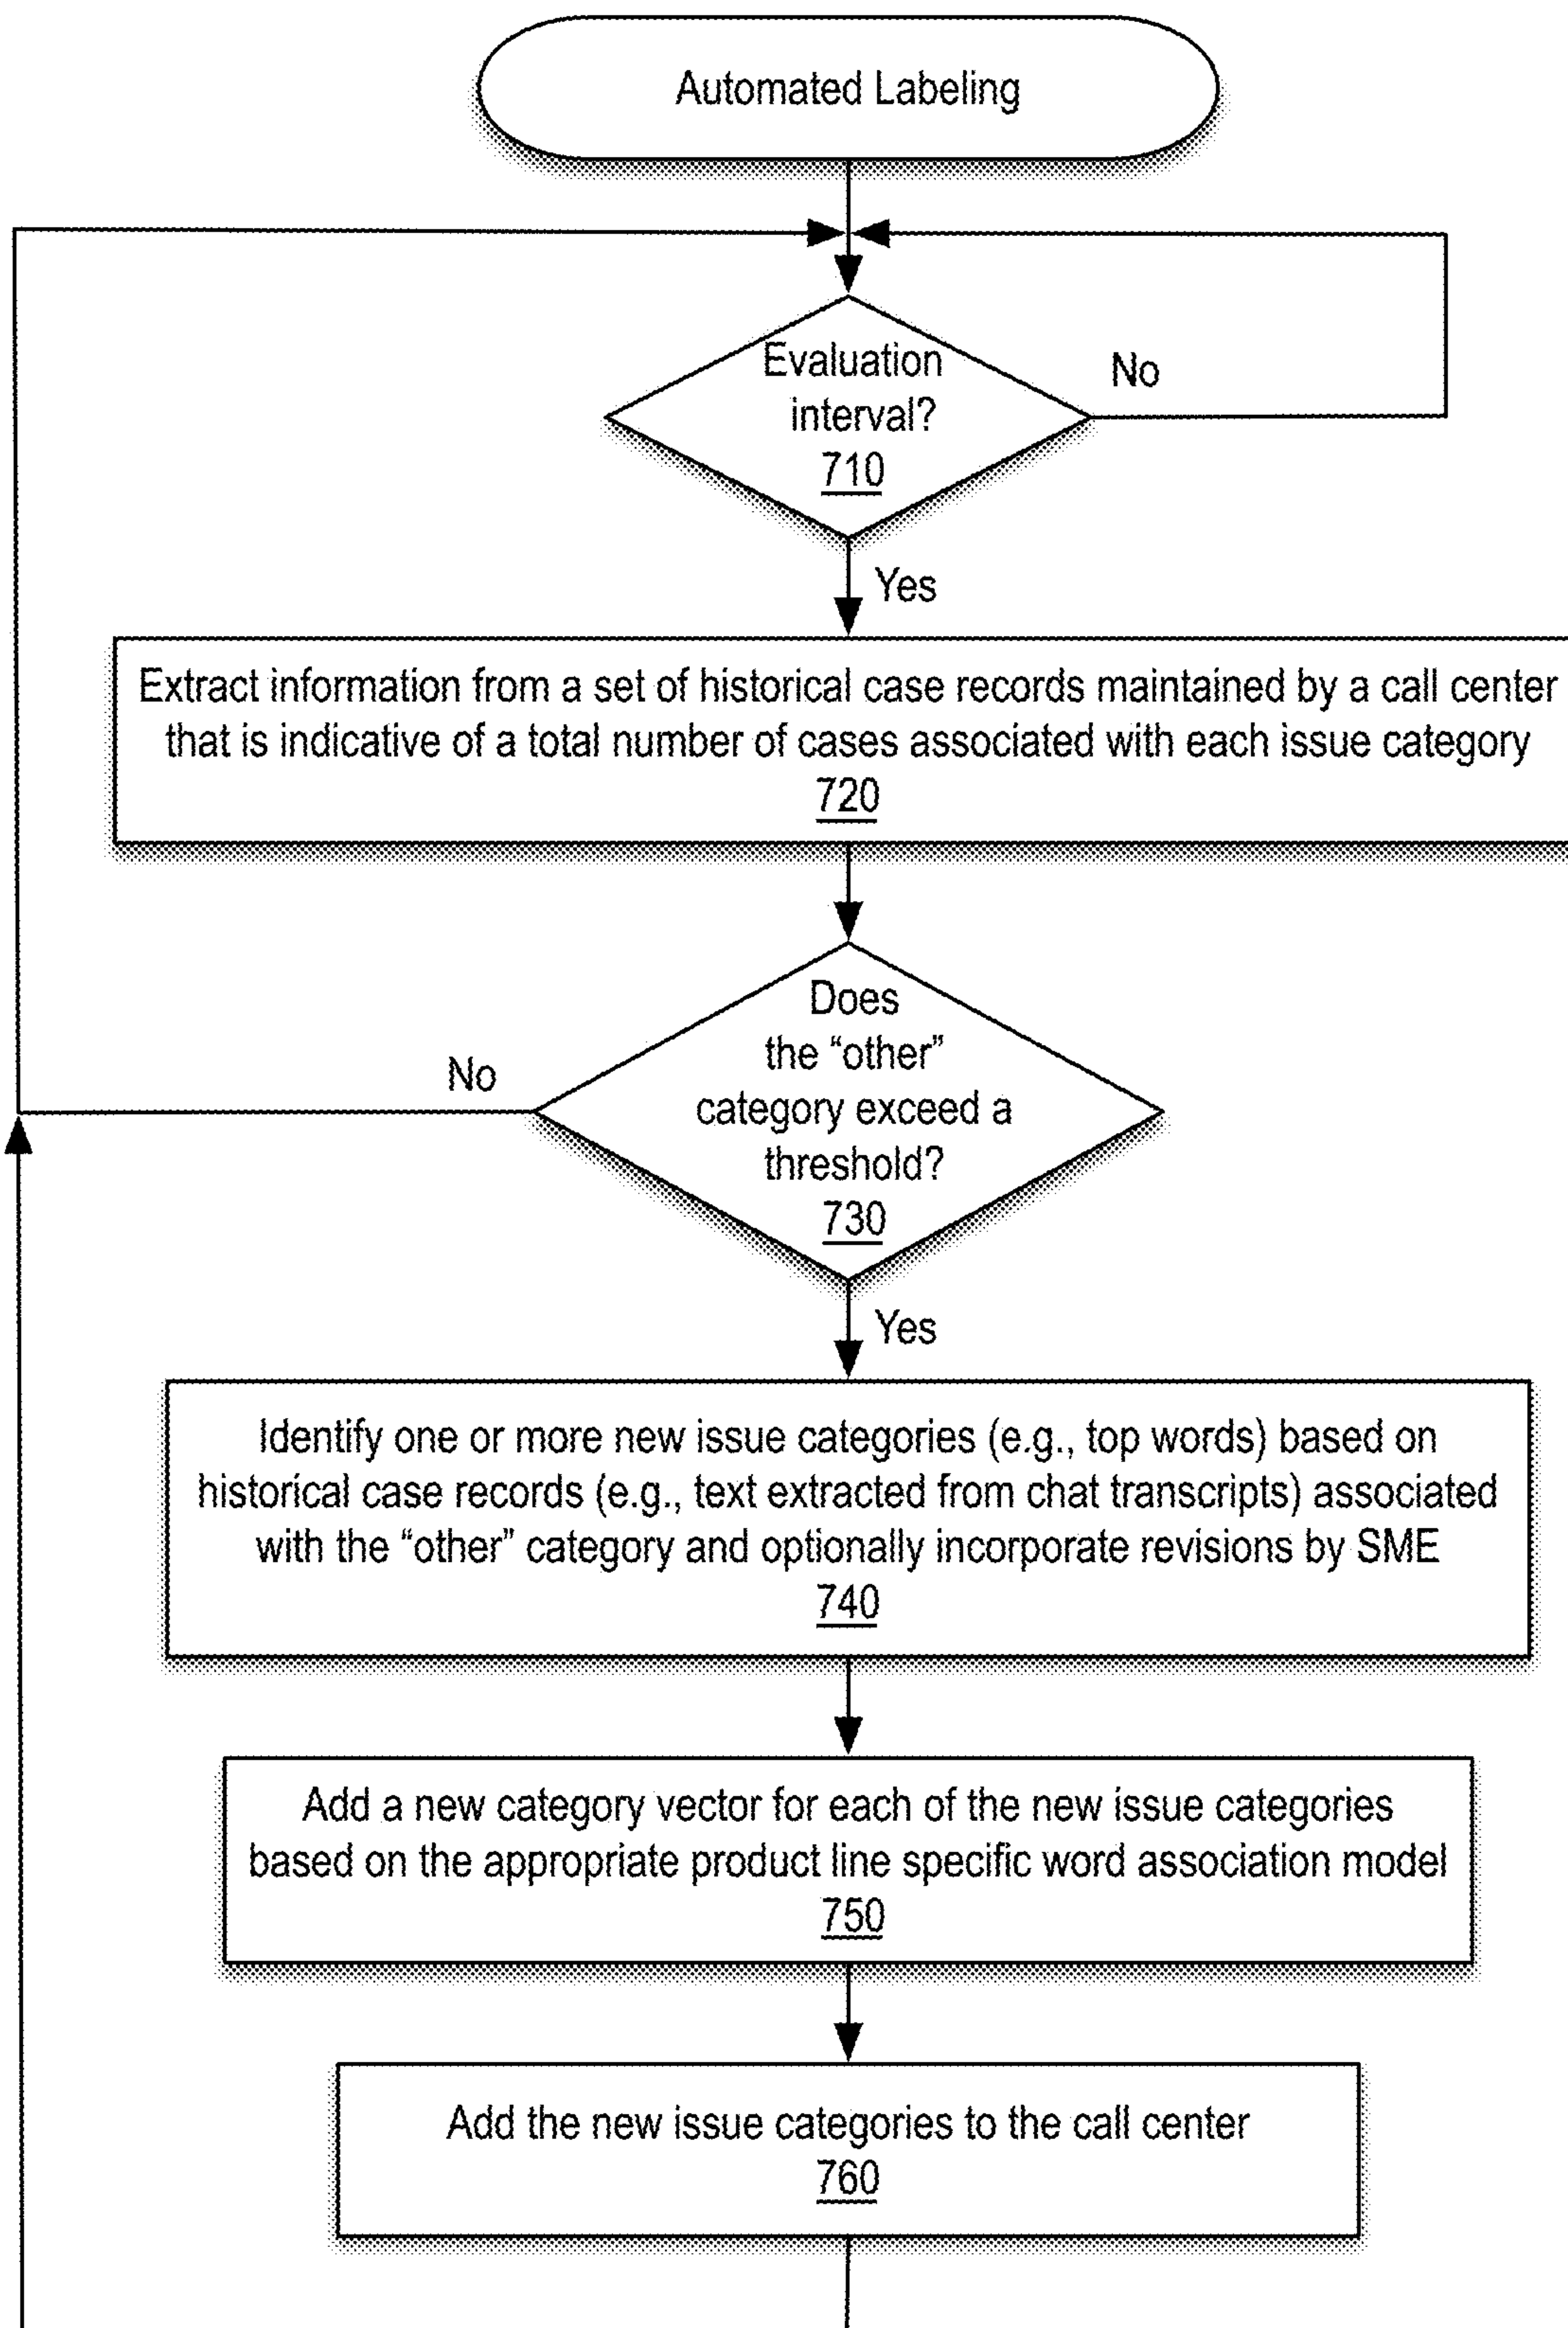 Automated Labeling
Evaluation
interval?
710
No
Yes
Extract information from a set of historical case records maintained by a call center
that is indicative of a total number of cases associated with each issue category
720
Does
the “other”
category exceed a
threshold?
730
No
Yes
Identify one or more new issue categories (e.g., top words) based on
historical case records (e.g., text extracted from chat transcripts) associated
with the “other” category and optionally incorporate revisions by SME
740
Add a new category vector for each of the new issue categories
based on the appropriate product line specific word association model
750
Add the new issue categories to the call center
760